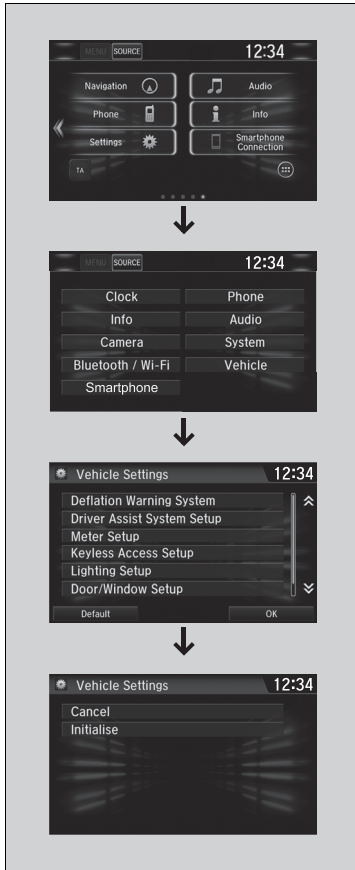 MENU SOURCE 12:34
Navigation Audio
Phone Info
Settings Smartphone
Connection
TA
MENU SOURCE 12:34
Clock Phone
Info Audio
Camera System
Bluetooth / Wi-Fi Vehicle
Smartphone
Vehicle Settings 12:34
Deflation Warning System
Driver Assist System Setup
Meter Setup
Keyless Access Setup
Lighting Setup
Door/Window Setup
Default OK
Vehicle Settings 12:34
Cancel
Initialise